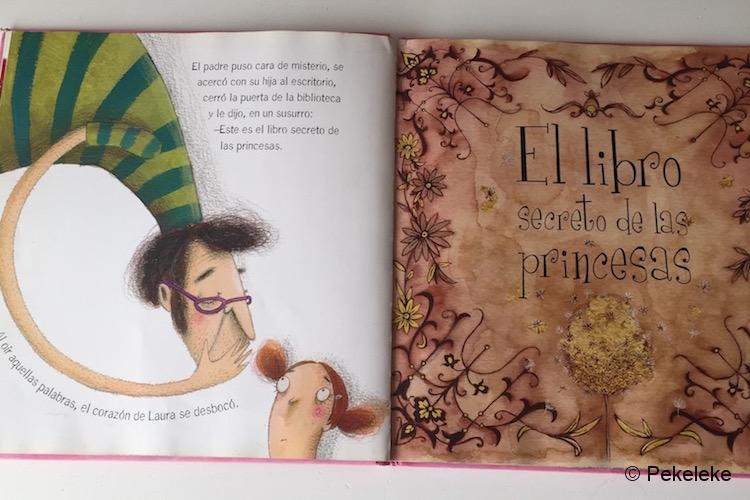 El padre puso cara de misterio, se
acercó con su hija al escritorio,
cerró la puerta de la biblioteca
y le dijo, en un susurro:
—Este es el libro secreto de
las princesas.
Al oír aquellas palabras, el corazón de Laura se desbocó.
El libro
secreto de las
princesas
© Pekeleke